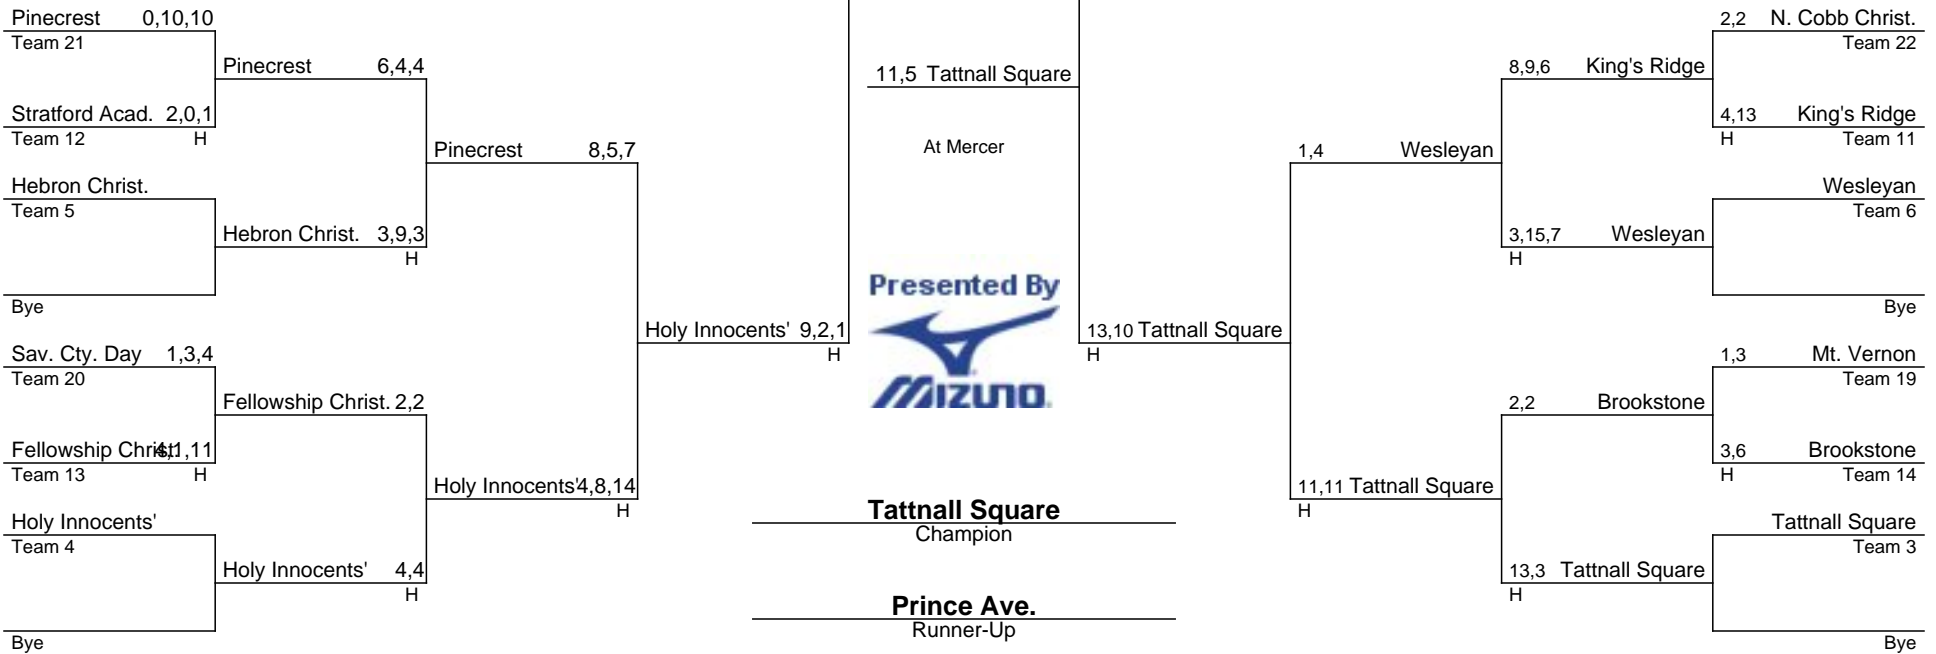 Pinecrest 0,10,10
Team 21
Pinecrest 6,4,4
Stratford Acad. 2,0,1
Team 12 H
Pinecrest 8,5,7
Hebron Christ.
Team 5
Hebron Christ. 3,9,3
H
Bye
Holy Innocents' 9,2,1
H
Sav. Cty. Day 1,3,4
Team 20
Fellowship Christ. 2,2
Fellowship Christ. 4,1,11
Team 13 H
Holy Innocents' 4,8,14
H
Holy Innocents'
Team 4
Holy Innocents' 4,4
H
Bye
11,5 Tattnall Square
At Mercer
Presented By
MIZUNO
Tattnall Square
Champion
Prince Ave.
Runner-Up
2,2 N. Cobb Christ.
Team 22
8,9,6 King's Ridge
4,13 King's Ridge
H Team 11
1,4 Wesleyan
Wesleyan
Team 6
3,15,7 Wesleyan
H
Bye
13,10 Tattnall Square
H
1,3 Mt. Vernon
Team 19
2,2 Brookstone
3,6 Brookstone
H Team 14
11,11 Tattnall Square
H
Tattnall Square
Team 3
13,3 Tattnall Square
H
Bye